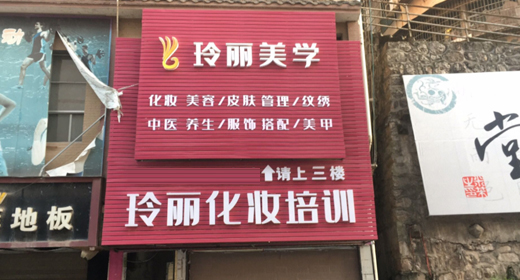 玲丽美学
化妆 美容/皮肤 管理/纹绣
中医 养生/服饰 搭配/美甲
请上三楼
玲丽化妆培训
地板
堂